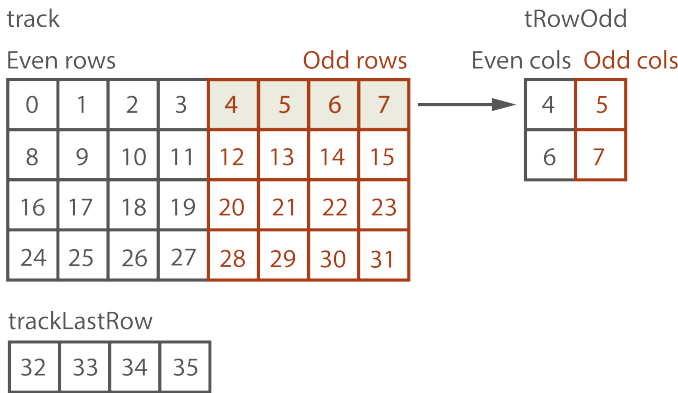 track tRowOdd
Even rows Odd rows Even cols Odd cols
0 1 2 3 4 5 6 7 4 5
8 9 10 11 12 13 14 15 6 7
16 17 18 19 20 21 22 23
24 25 26 27 28 29 30 31
trackLastRow
32 33 34 35